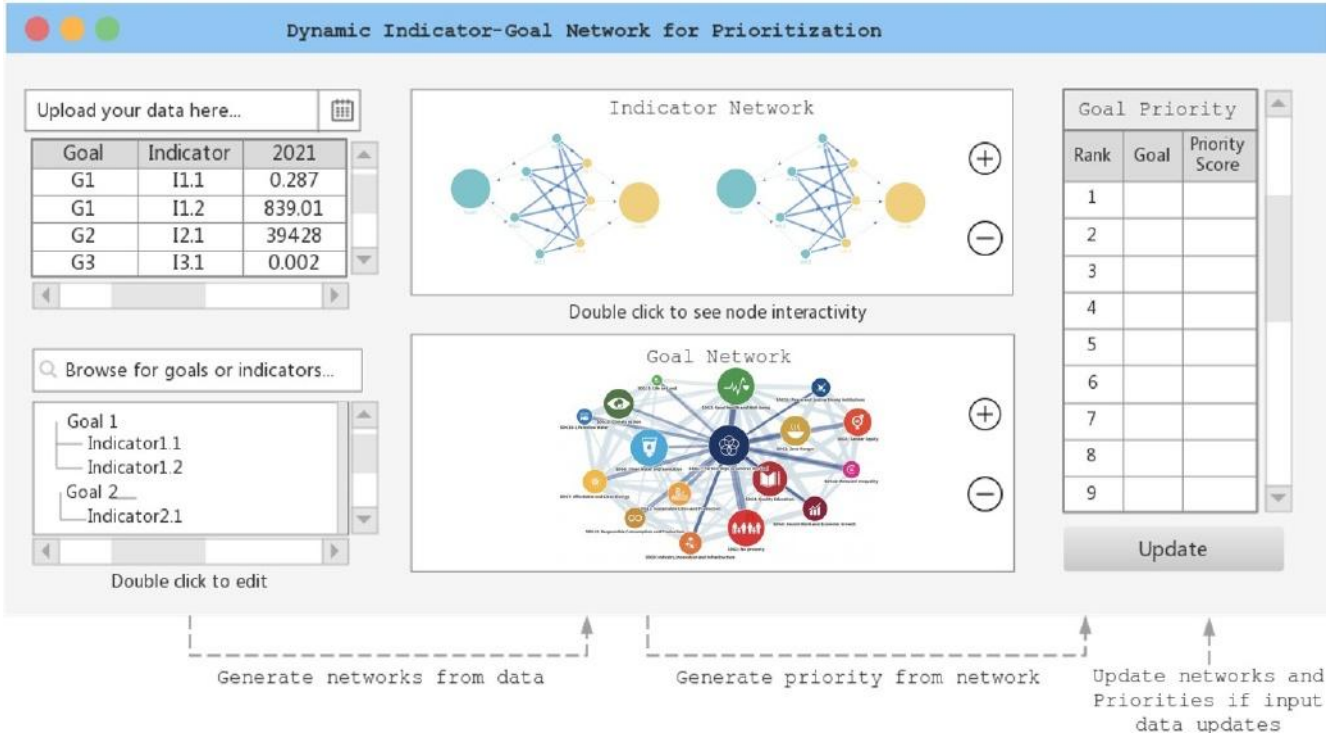 Dynamic Indicator-Goal Network for Prioritization
Upload your data here...
Goal Indicator 2021
G1 I1.1 0.287
G1 I1.2 839.01
G2 I2.1 39428
G3 I3.1 0.002
Browse for goals or indicators...
Goal 1
Indicator1.1
Indicator1.2
Goal 2
Indicator2.1
Double click to edit
Indicator Network
Double click to see node interactivity
Goal Network
Goal Priority
Rank Goal Priority
Score
1
2
3
4
5
6
7
8
9
Update
Generate networks from data
Generate priority from network
Update networks and
Priorities if input
data updates